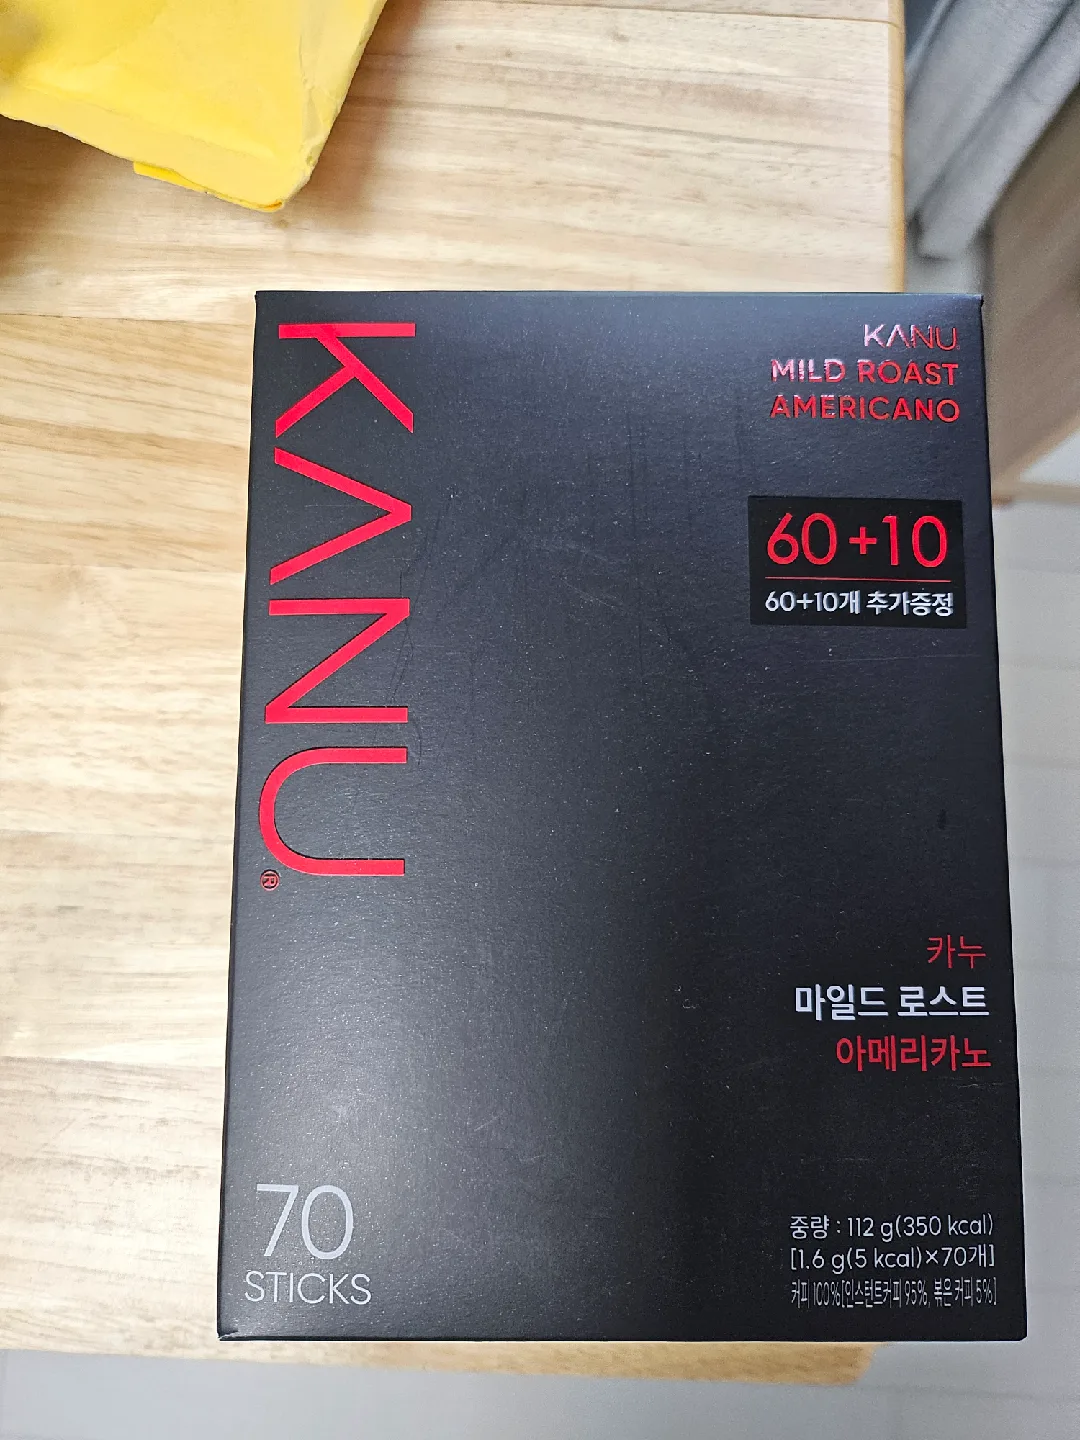 KANU®
KANU
MILD ROAST
AMERICANO
60+10
60+10개 추가증정
카누
마일드 로스트
아메리카노
70
STICKS
중량 : 112 g(350 kcal)
[1.6 g(5 kcal)×70개]
커피 100%[인스턴트커피 95%, 볶은커피 5%]